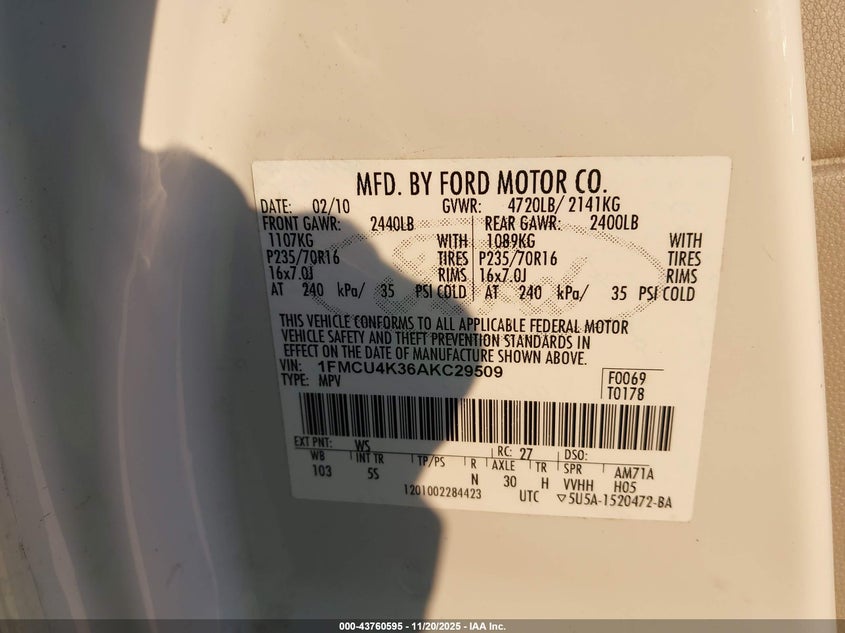 MFD. BY FORD MOTOR CO.
DATE: 02/10 GVWR: 4720LB/ 2141KG
FRONT GAWR: 2440LB REAR GAWR: 2400LB
1107KG WITH 1089KG WITH
P235/70R16 TIRES P235/70R16 TIRES
16x7.0J RIMS 16x7.0J RIMS
AT 240 kPa/ 35 PSI COLD AT 240 kPa/ 35 PSI COLD
THIS VEHICLE CONFORMS TO ALL APPLICABLE FEDERAL MOTOR
VEHICLE SAFETY AND THEFT PREVENTION STANDARDS IN
EFFECT ON THE DATE OF MANUFACTURE SHOWN ABOVE.
VIN: 1FMCU4K36AKC29509
TYPE: MPV
F0069
T0178
EXT PNT: WS RC: 27 DSO:
WB INT TR TP/PS R AXLE TR SPR AM71A
103 5S N 30 H VVHH H05
1201002284423 UTC ▽5U5A-1520472-BA
000-43760595 - 11/20/2025 - IAA Inc.